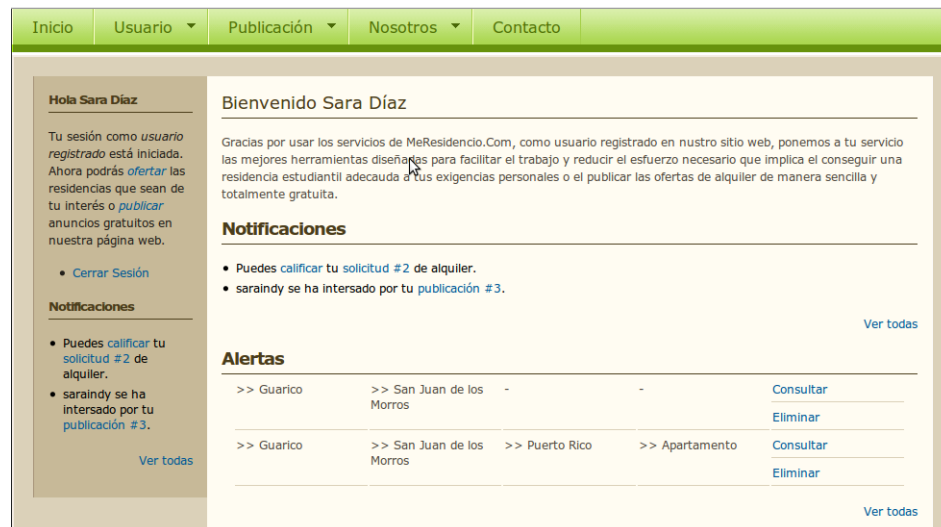 Inicio Usuario Publicación Nosotros Contacto
Hola Sara Díaz
Tu sesión como usuario
registrado está iniciada.
Ahora podrás ofertar las
residencias que sean de
tu interés o publicar
anuncios gratuitos en
nuestra página web.
• Cerrar Sesión
Notificaciones
• Puedes calificar tu
solicitud #2 de
alquiler.
• saraindy se ha
intersado por tu
publicación #3.
Ver todas
Bienvenido Sara Díaz
Gracias por usar los servicios de MeResidencio.Com, como usuario registrado en nustro sitio web, ponemos a tu servicio
las mejores herramientas diseñadas para facilitar el trabajo y reducir el esfuerzo necesario que implica el conseguir una
residencia estudiantil adecauda a tus exigencias personales o el publicar las ofertas de alquiler de manera sencilla y
totalmente gratuita.
Notificaciones
• Puedes calificar tu solicitud #2 de alquiler.
• saraindy se ha intersado por tu publicación #3.
Ver todas
Alertas
>> Guarico >> San Juan de los - - Consultar
Morros
Eliminar
>> Guarico >> San Juan de los >> Puerto Rico >> Apartamento Consultar
Morros
Eliminar
Ver todas